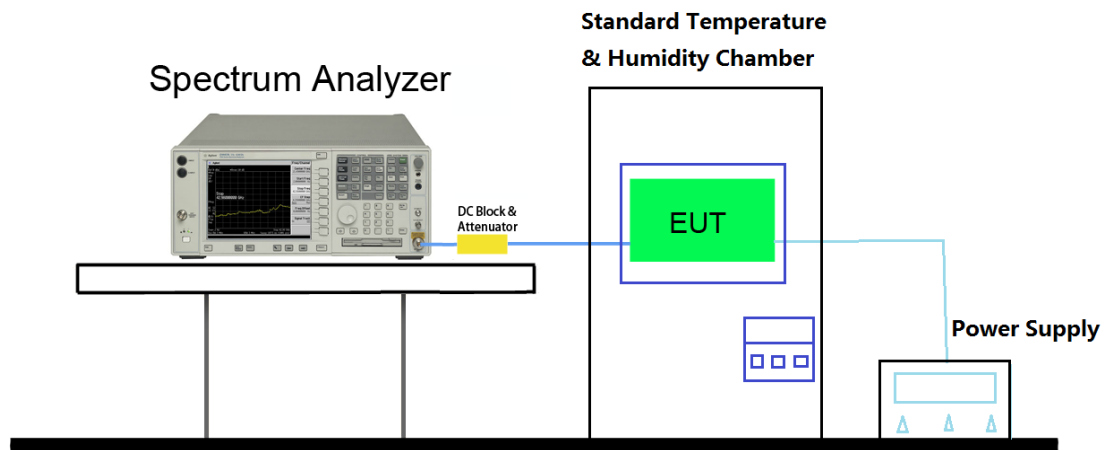 Standard Temperature
& Humidity Chamber
Spectrum Analyzer
DC Block &
Attenuator
EUT
Power Supply